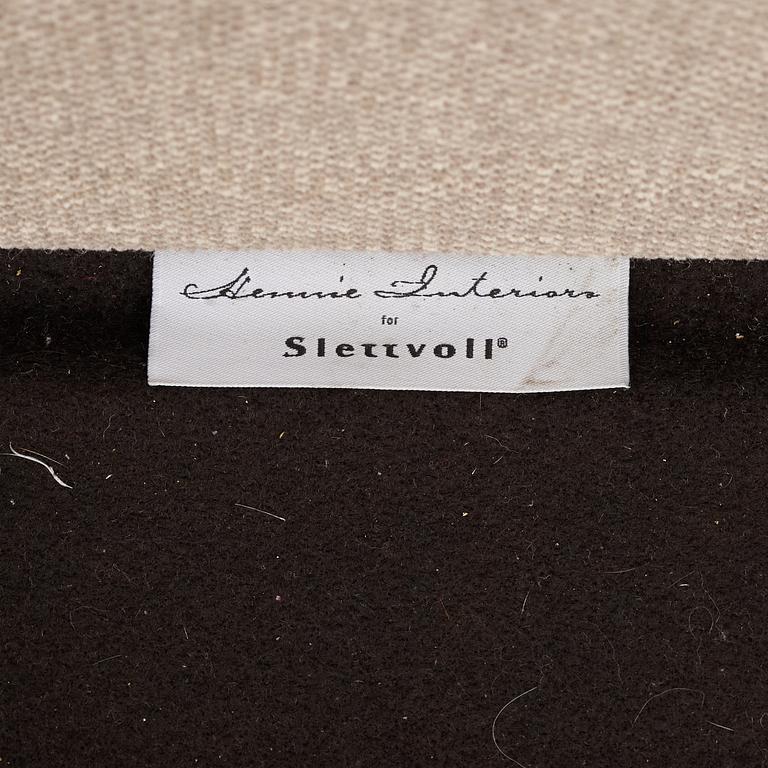 Hennie Interiors
for
Slettvoll®